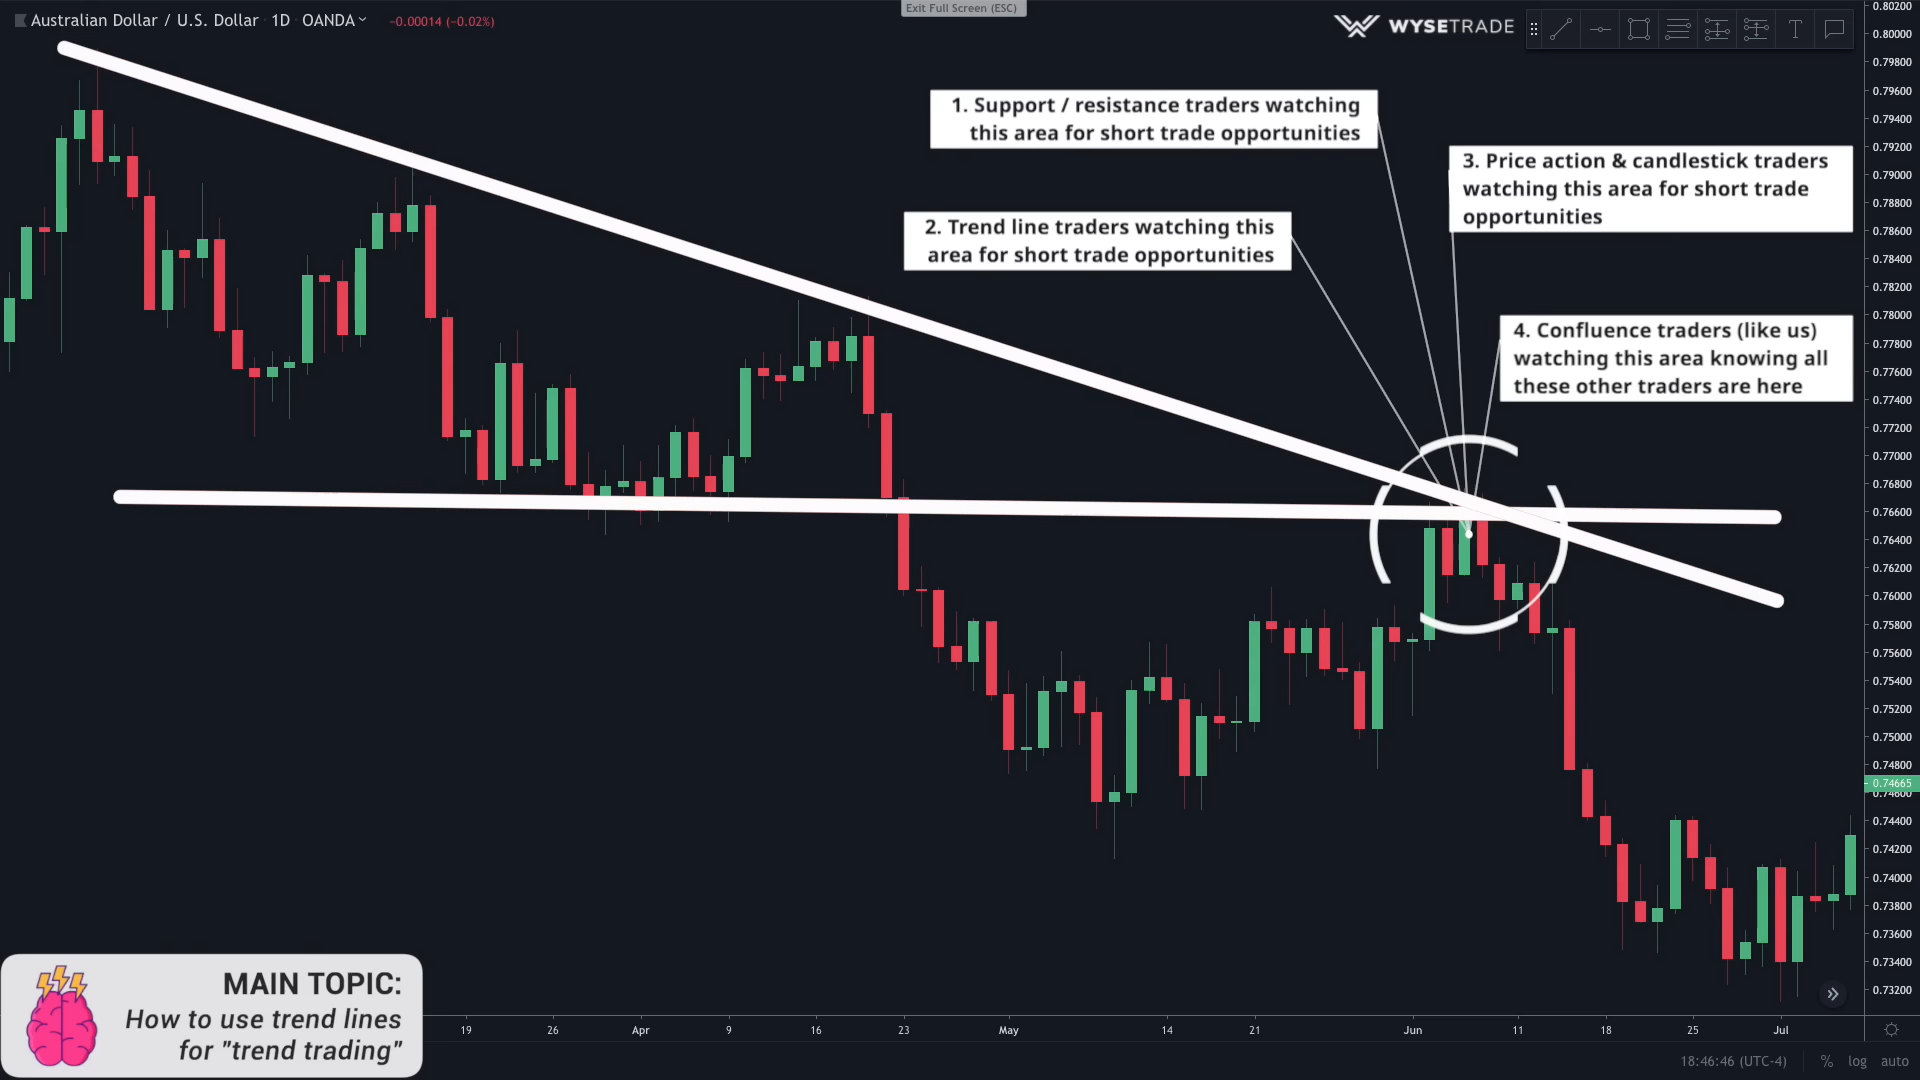 Exit Full Screen (ESC)
Australian Dollar / U.S. Dollar 1D OANDA
-0.00014 (-0.02%)
WYSETRADE
T
1. Support / resistance traders watching
this area for short trade opportunities
2. Trend line traders watching this
area for short trade opportunities
3. Price action & candlestick traders
watching this area for short trade
opportunities
4. Confluence traders (like us)
watching this area knowing all
these other traders are here
0.80200
0.80000
0.79800
0.79600
0.79400
0.79200
0.79000
0.78800
0.78600
0.78400
0.78200
0.78000
0.77800
0.77600
0.77400
0.77200
0.77000
0.76800
0.76600
0.76400
0.76200
0.76000
0.75800
0.75600
0.75400
0.75200
0.75000
0.74800
0.74665
0.74600
0.74400
0.74200
0.74000
0.73800
0.73600
0.73400
0.73200
MAIN TOPIC:
How to use trend lines
for "trend trading"
19 26 Apr 9 16 23 May 14 21 Jun 11 18 25 Jul
18:46:46 (UTC-4) % log auto